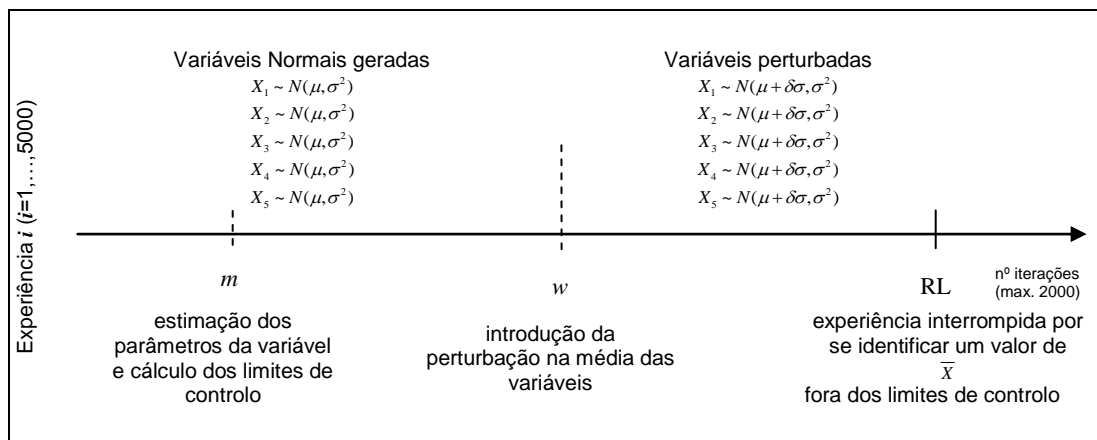 Experiência i (i=1,…,5000)
Variáveis Normais geradas
X₁ ~ N(μ,σ²)
X₂ ~ N(μ,σ²)
X₃ ~ N(μ,σ²)
X₄ ~ N(μ,σ²)
X₅ ~ N(μ,σ²)
Variáveis perturbadas
X₁ ~ N(μ + δσ,σ²)
X₂ ~ N(μ + δσ,σ²)
X₃ ~ N(μ + δσ,σ²)
X₄ ~ N(μ + δσ,σ²)
X₅ ~ N(μ + δσ,σ²)
m
estimação dos
parâmetros da variável
e cálculo dos limites de
controlo
w
introdução da
perturbação na média das
variáveis
RL
nº iterações
(max. 2000)
experiência interrompida por
se identificar um valor de
X̄
fora dos limites de controlo